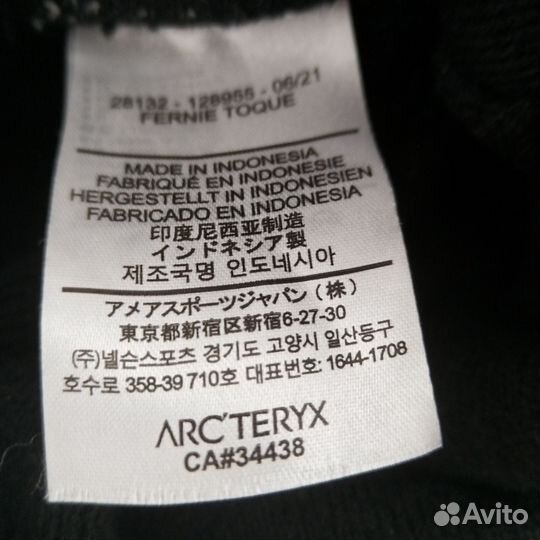 28132 - 128955 - 06/21
FERNIE TOQUE
MADE IN INDONESIA
FABRIQUÉ EN INDONESIE
HERGESTELLT IN INDONESIEN
FABRICADO EN INDONESIA
印度尼西亚制造
インドネシア製
제조국명 인도네시아
アメアスポーツジャパン（株）
東京都新宿区新宿6-27-30
(주)넬슨스포츠 경기도 고양시 일산동구
호수로 358-39 710호 대표번호: 1644-1708
ARC'TERYX
CA#34438
Avito